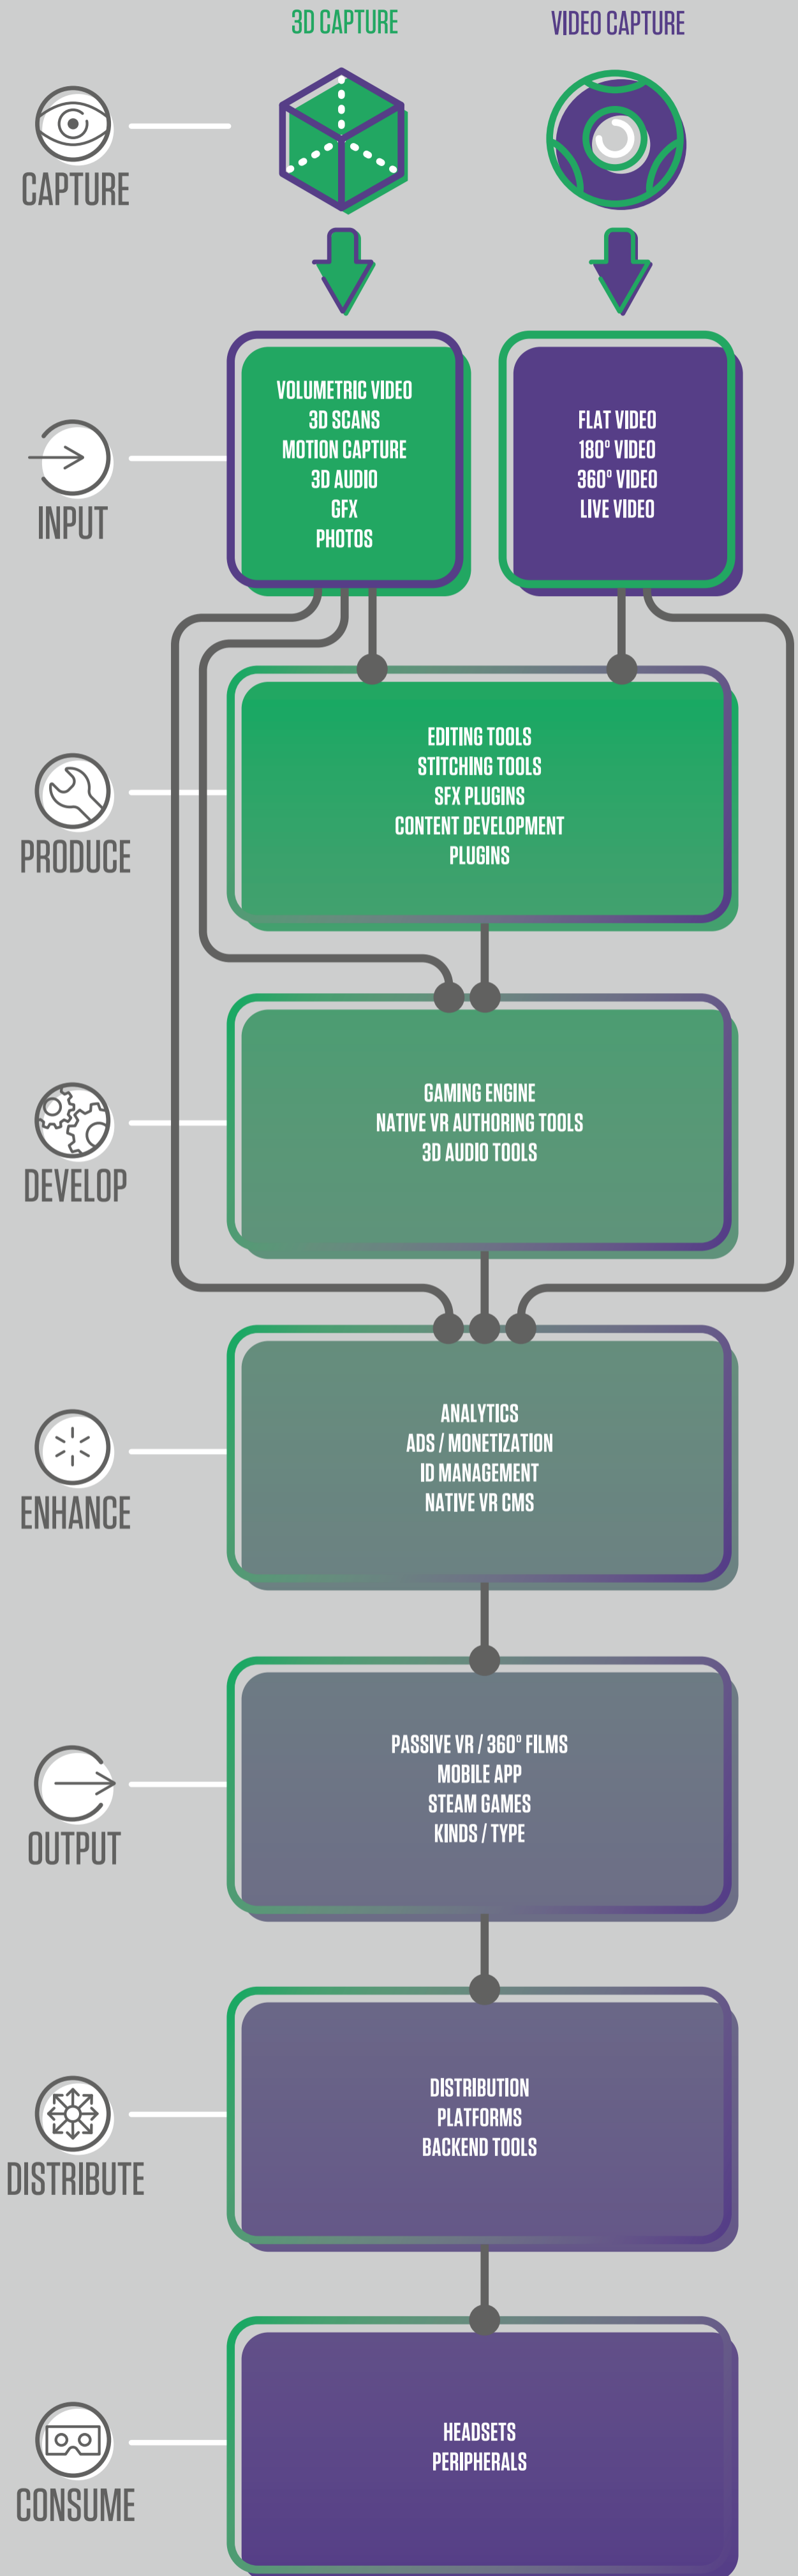 3D CAPTURE
VIDEO CAPTURE
CAPTURE
VOLUMETRIC VIDEO
3D SCANS
MOTION CAPTURE
3D AUDIO
GFX
PHOTOS
FLAT VIDEO
180º VIDEO
360º VIDEO
LIVE VIDEO
INPUT
EDITING TOOLS
STITCHING TOOLS
SFX PLUGINS
CONTENT DEVELOPMENT
PLUGINS
PRODUCE
GAMING ENGINE
NATIVE VR AUTHORING TOOLS
3D AUDIO TOOLS
DEVELOP
ANALYTICS
ADS / MONETIZATION
ID MANAGEMENT
NATIVE VR CMS
ENHANCE
PASSIVE VR / 360º FILMS
MOBILE APP
STEAM GAMES
KINDS / TYPE
OUTPUT
DISTRIBUTION
PLATFORMS
BACKEND TOOLS
DISTRIBUTE
HEADSETS
PERIPHERALS
CONSUME